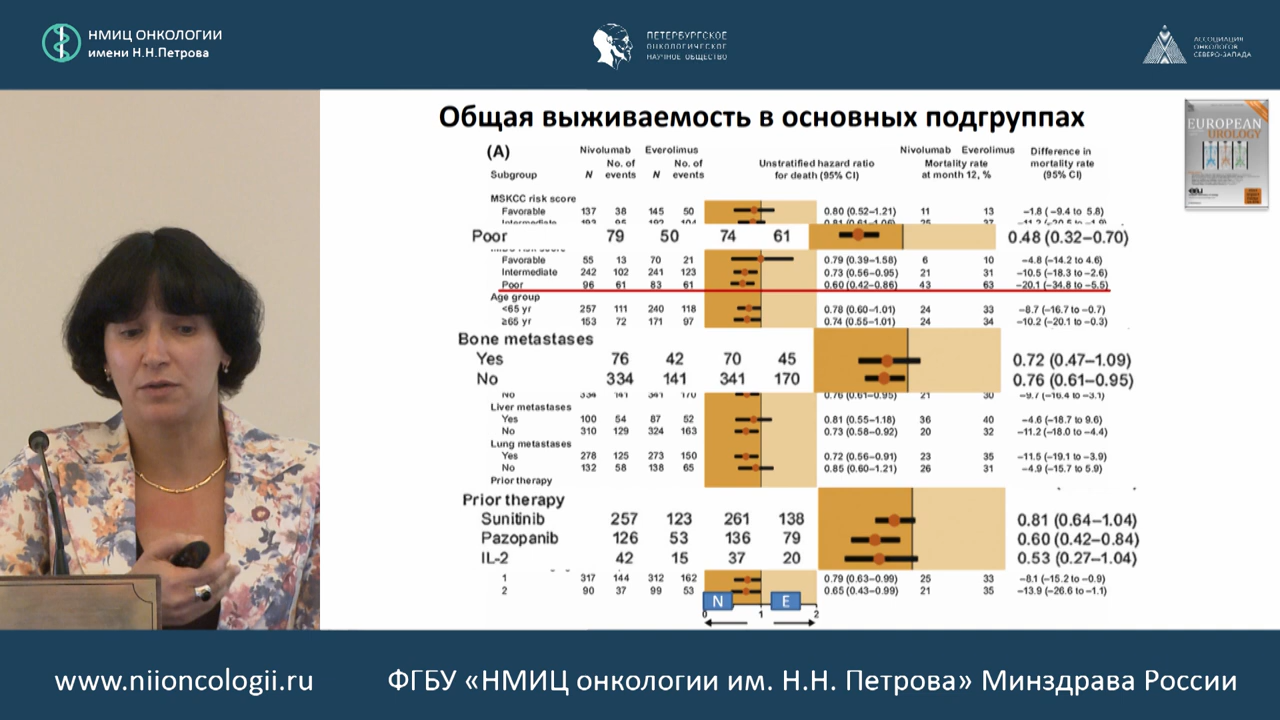 НМИЦ ОНКОЛОГИИ
имени Н.Н.Петрова
ПЕТЕРБУРГСКОЕ
ОНКОЛОГИЧЕСКОЕ
НАУЧНОЕ ОБЩЕСТВО
АССОЦИАЦИЯ
ОНКОЛОГОВ
СЕВЕРО-ЗАПАДА
Общая выживаемость в основных подгруппах
EUROPEAN
UROLOGY
(A)
Nivolumab Everolimus Nivolumab Everolimus Difference in
No. of No. of Unstratified hazard ratio Mortality rate mortality rate
Subgroup N events N events for death (95% CI) at month 12, % (95% CI)
MSKCC risk score
Favorable 137 38 145 50 0.80 (0.52–1.21) 11 13 –1.8 ( –9.4 to 5.8)
Poor 79 50 74 61 0.48 (0.32–0.70)
Favorable 55 13 70 21 0.79 (0.39–1.58) 6 10 –4.8 (–14.2 to 4.6)
Intermediate 242 102 241 123 0.73 (0.56–0.95) 21 31 –10.5 (–18.3 to –2.6)
Poor 96 61 83 61 0.60 (0.42–0.86) 43 63 –20.1 (–34.8 to –5.5)
Age group
<65 yr 257 111 240 118 0.78 (0.60–1.01) 24 33 –8.7 (–16.7 to –0.7)
≥65 yr 153 72 171 97 0.74 (0.55–1.01) 24 34 –10.2 (–20.1 to –0.3)
Bone metastases
Yes 76 42 70 45 0.72 (0.47–1.09)
No 334 141 341 170 0.76 (0.61–0.95)
No 334 141 341 170 0.76 (0.61–0.95) 21 30 –9.7 (–16.4 to –3.1)
Liver metastases
Yes 100 54 87 52 0.81 (0.55–1.18) 36 40 –4.6 (–18.7 to 9.6)
No 310 129 324 163 0.73 (0.58–0.92) 20 32 –11.2 (–18.0 to –4.4)
Lung metastases
Yes 278 125 273 150 0.72 (0.56–0.91) 23 35 –11.5 (–19.1 to –3.9)
No 132 58 138 65 0.85 (0.60–1.21) 26 31 –4.9 (–15.7 to 5.9)
Prior therapy
Prior therapy
Sunitinib 257 123 261 138 0.81 (0.64–1.04)
Pazopanib 126 53 136 79 0.60 (0.42–0.84)
IL-2 42 15 37 20 0.53 (0.27–1.04)
1 317 144 312 162 0.79 (0.63–0.99) 25 33 –8.1 (–15.2 to –0.9)
2 90 37 99 53 0.65 (0.43–0.99) 21 35 –13.9 (–26.6 to –1.1)
N E
0 1 2
www.niioncologii.ru ФГБУ «НМИЦ онкологии им. Н.Н. Петрова» Минздрава России